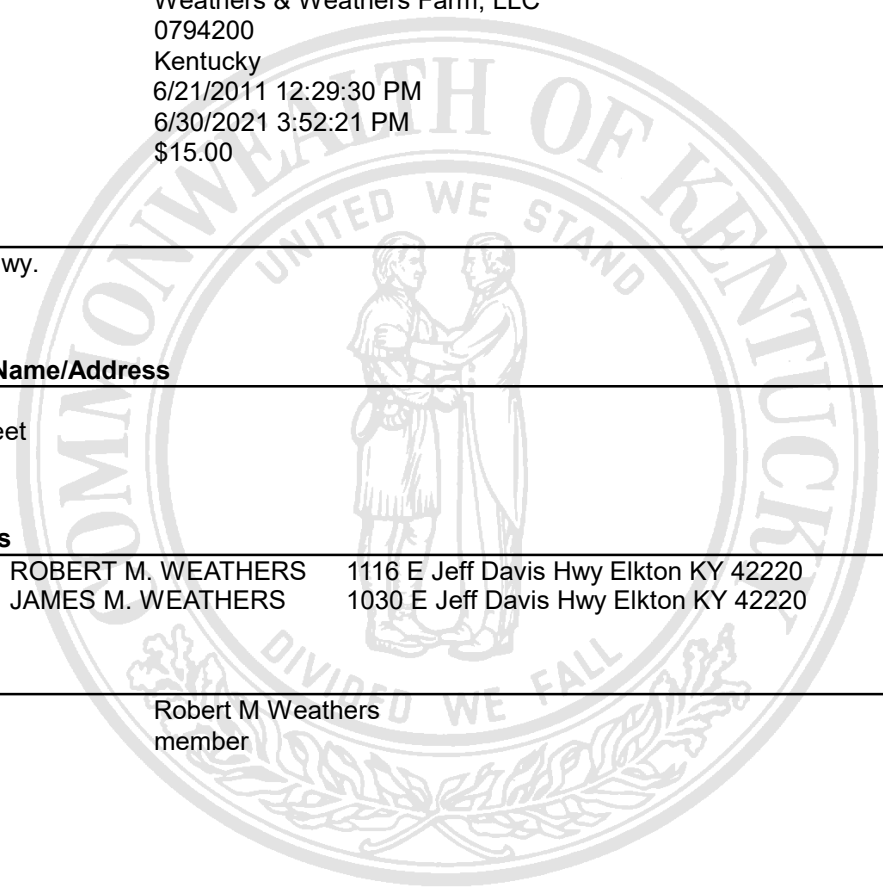 Weathers & Weathers Farm, LLC
0794200
Kentucky
6/21/2011 12:29:30 PM
6/30/2021 3:52:21 PM
$15.00
wy.
Name/Address
eet
s
ROBERT M. WEATHERS 1116 E Jeff Davis Hwy Elkton KY 42220
JAMES M. WEATHERS 1030 E Jeff Davis Hwy Elkton KY 42220
Robert M Weathers
member
COMMONWEALTH OF KENTUCKY
UNITED WE STAND
DIVIDED WE FALL